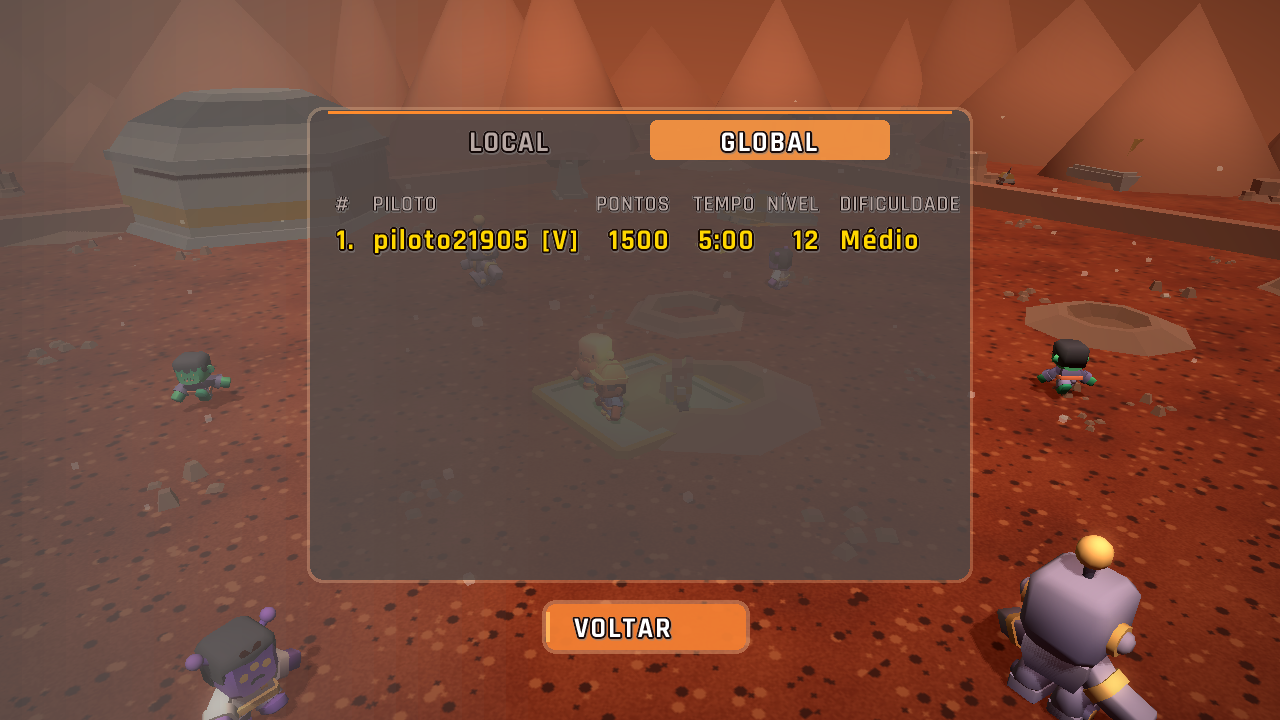 LOCAL GLOBAL
# PILOTO PONTOS TEMPO NÍVEL DIFICULDADE
1. piloto21905 [V] 1500 5:00 12 Médio
VOLTAR